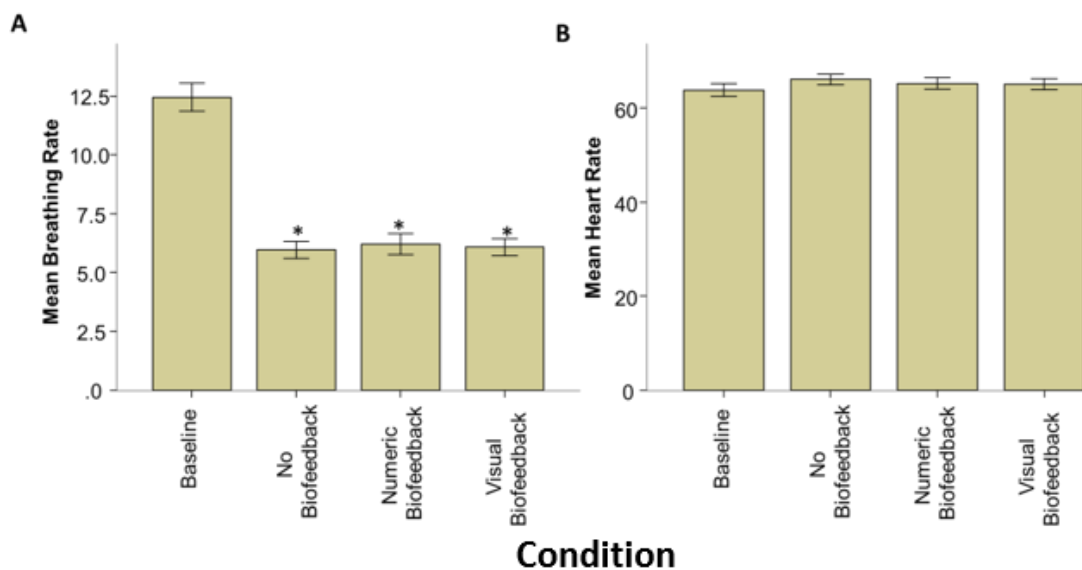 A
Mean Breathing Rate
12.5
10.0
7.5
5.0
2.5
.0
*
*
*
Baseline
No
Biofeedback
Numeric
Biofeedback
Visual
Biofeedback
B
Mean Heart Rate
60
40
20
0
Baseline
No
Biofeedback
Numeric
Biofeedback
Visual
Biofeedback
Condition